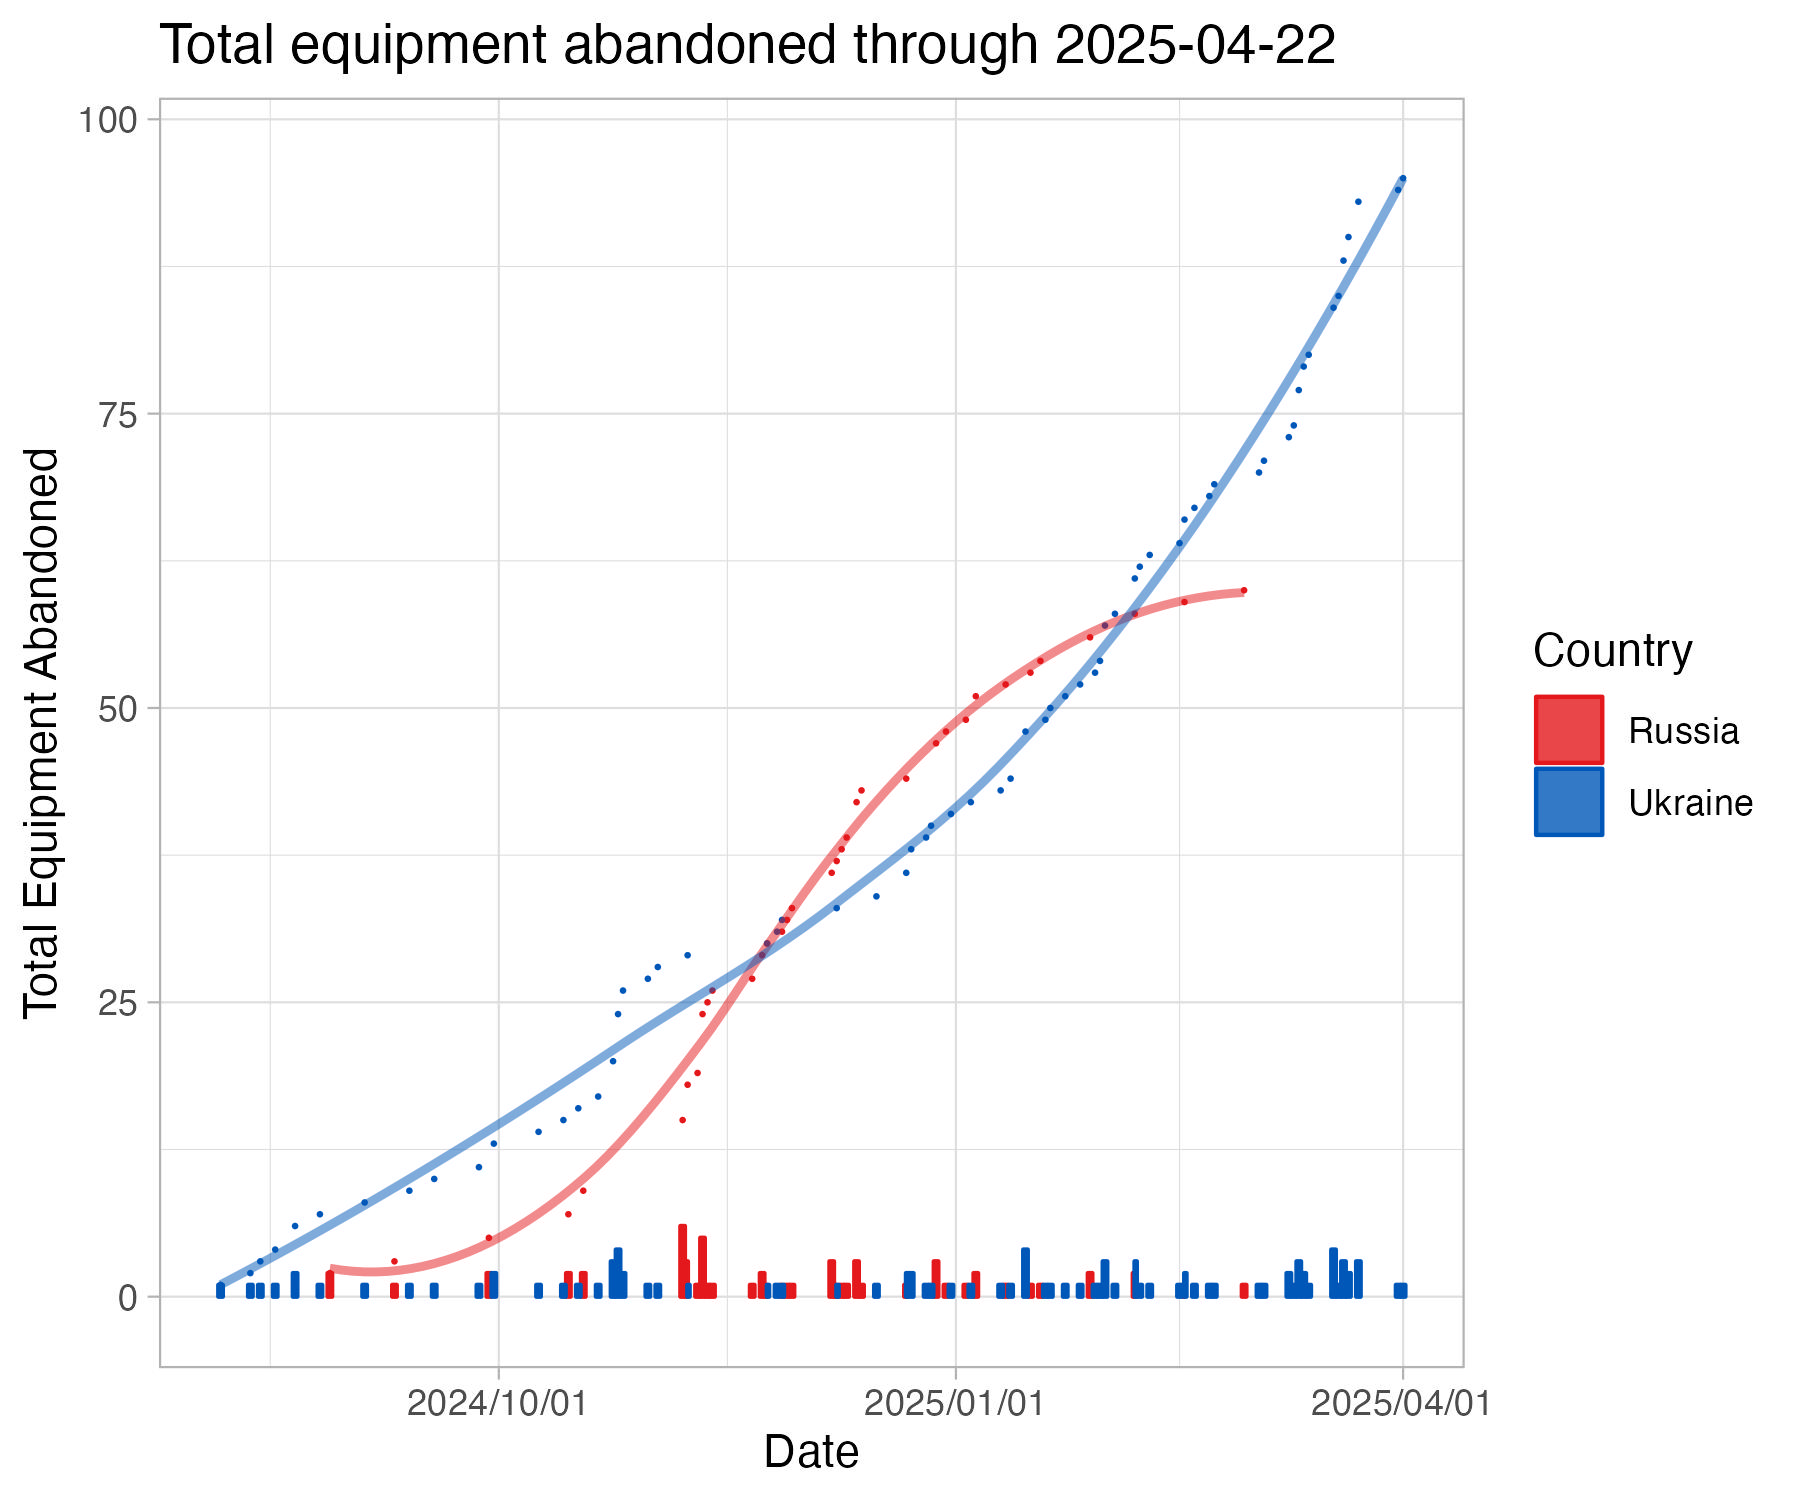 Total equipment abandoned through 2025-04-22
Total Equipment Abandoned
100
75
50
25
0
2024/10/01
2025/01/01
2025/04/01
Date
Country
Russia
Ukraine